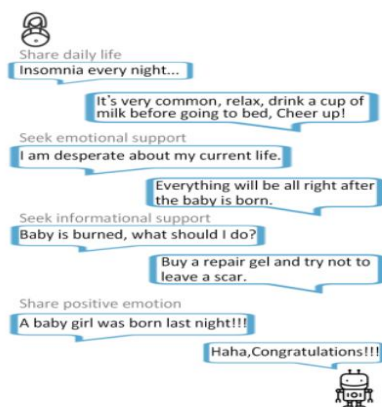 Share daily life
Insomnia every night...
It's very common, relax, drink a cup of
milk before going to bed, Cheer up!
Seek emotional support
I am desperate about my current life.
Everything will be all right after
the baby is born.
Seek informational support
Baby is burned, what should I do?
Buy a repair gel and try not to
leave a scar.
Share positive emotion
A baby girl was born last night!!!
Haha,Congratulations!!!